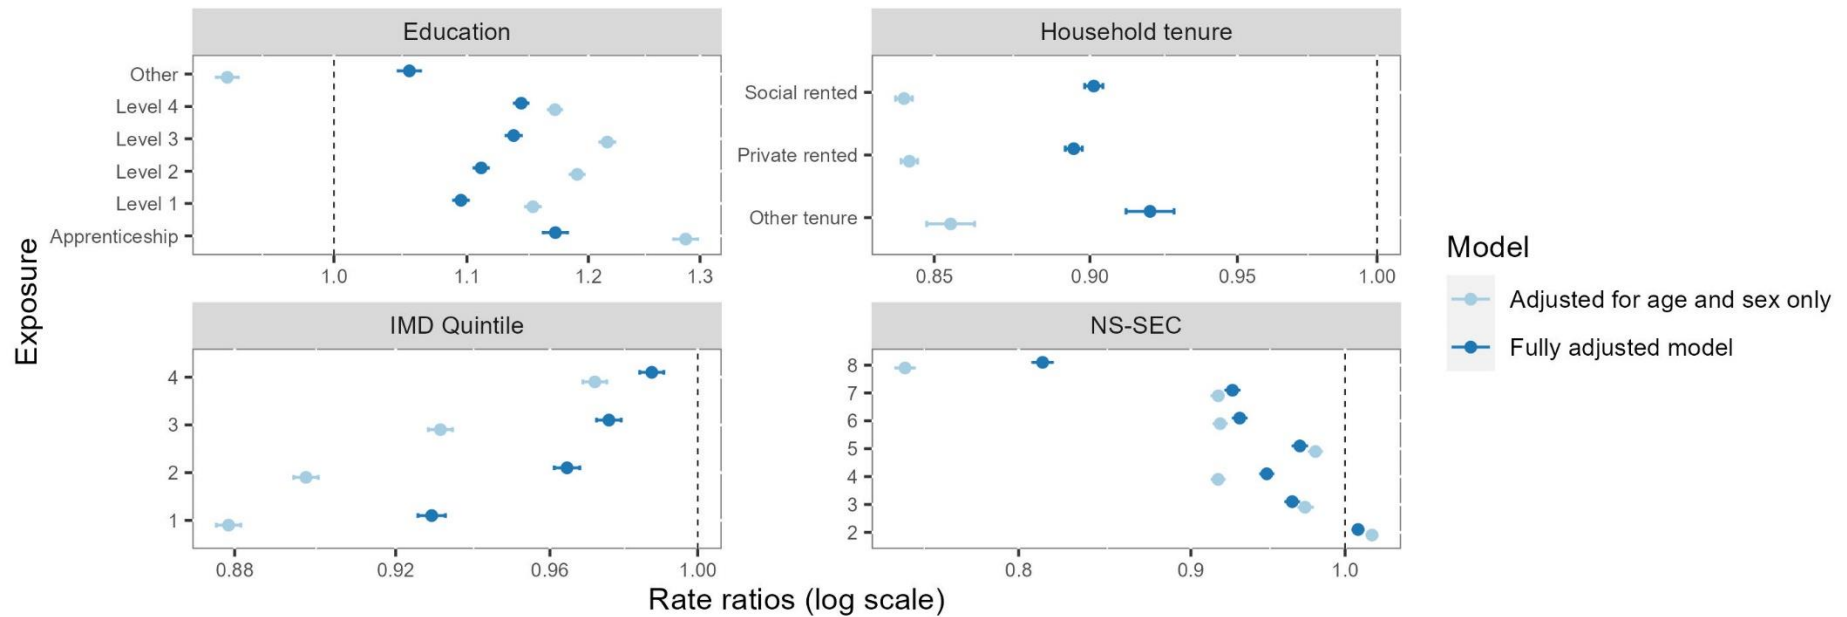 Education
Household tenure
Other
Level 4
Level 3
Level 2
Level 1
Apprenticeship
1.0 1.1 1.2 1.3
Social rented
Private rented
Other tenure
0.85 0.90 0.95 1.00
IMD Quintile
NS-SEC
4
3
2
1
0.88 0.92 0.96 1.00
8
7
6
5
4
3
2
0.8 0.9 1.0
Exposure
Rate ratios (log scale)
Model
Adjusted for age and sex only
Fully adjusted model